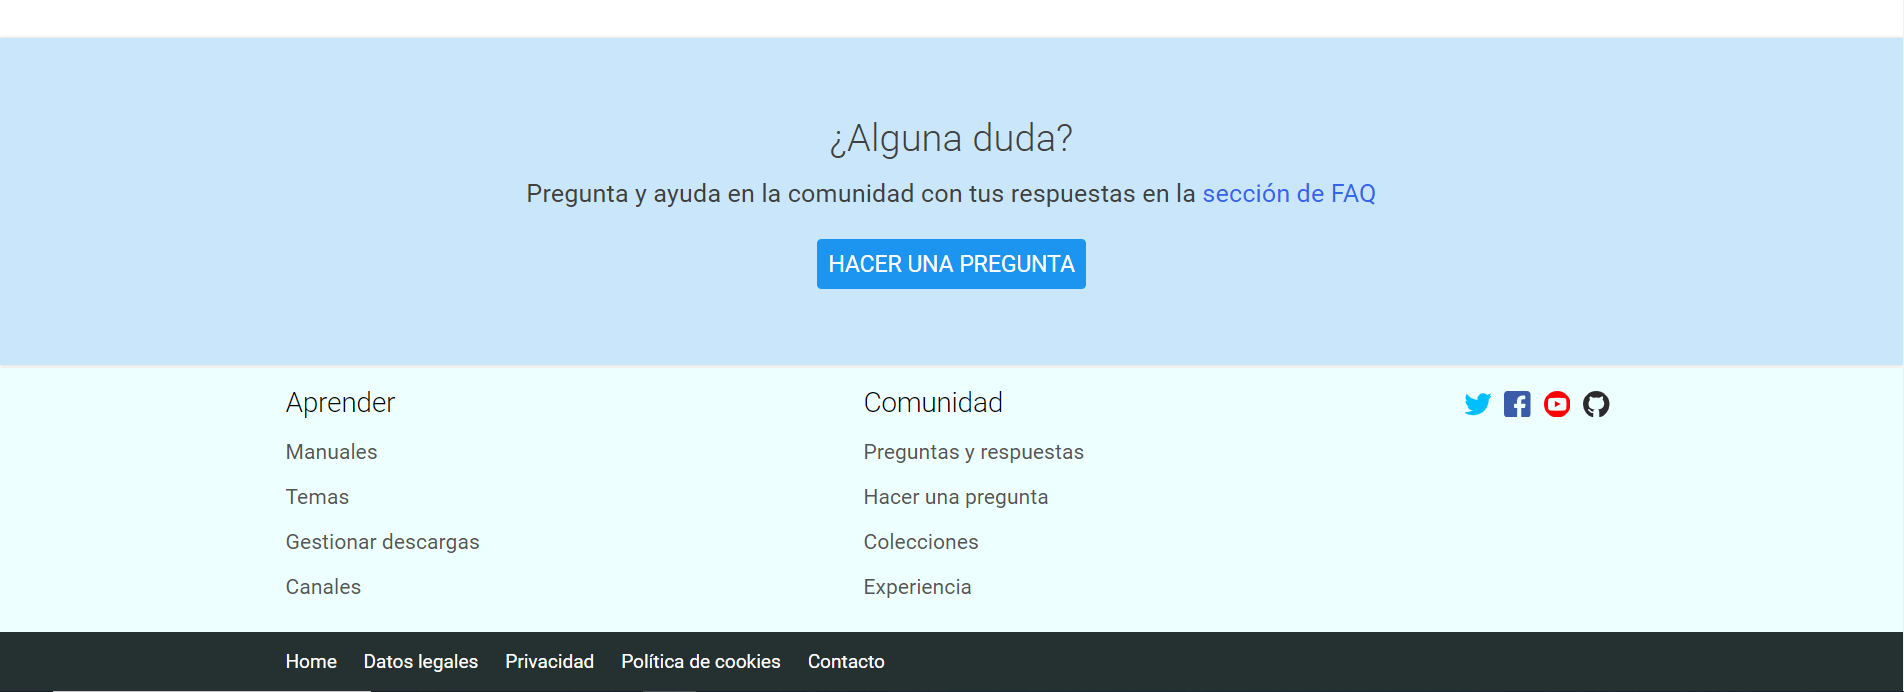 ¿Alguna duda?
Pregunta y ayuda en la comunidad con tus respuestas en la sección de FAQ
HACER UNA PREGUNTA
Aprender
Manuales
Temas
Gestionar descargas
Canales
Comunidad
Preguntas y respuestas
Hacer una pregunta
Colecciones
Experiencia
Home Datos legales Privacidad Política de cookies Contacto